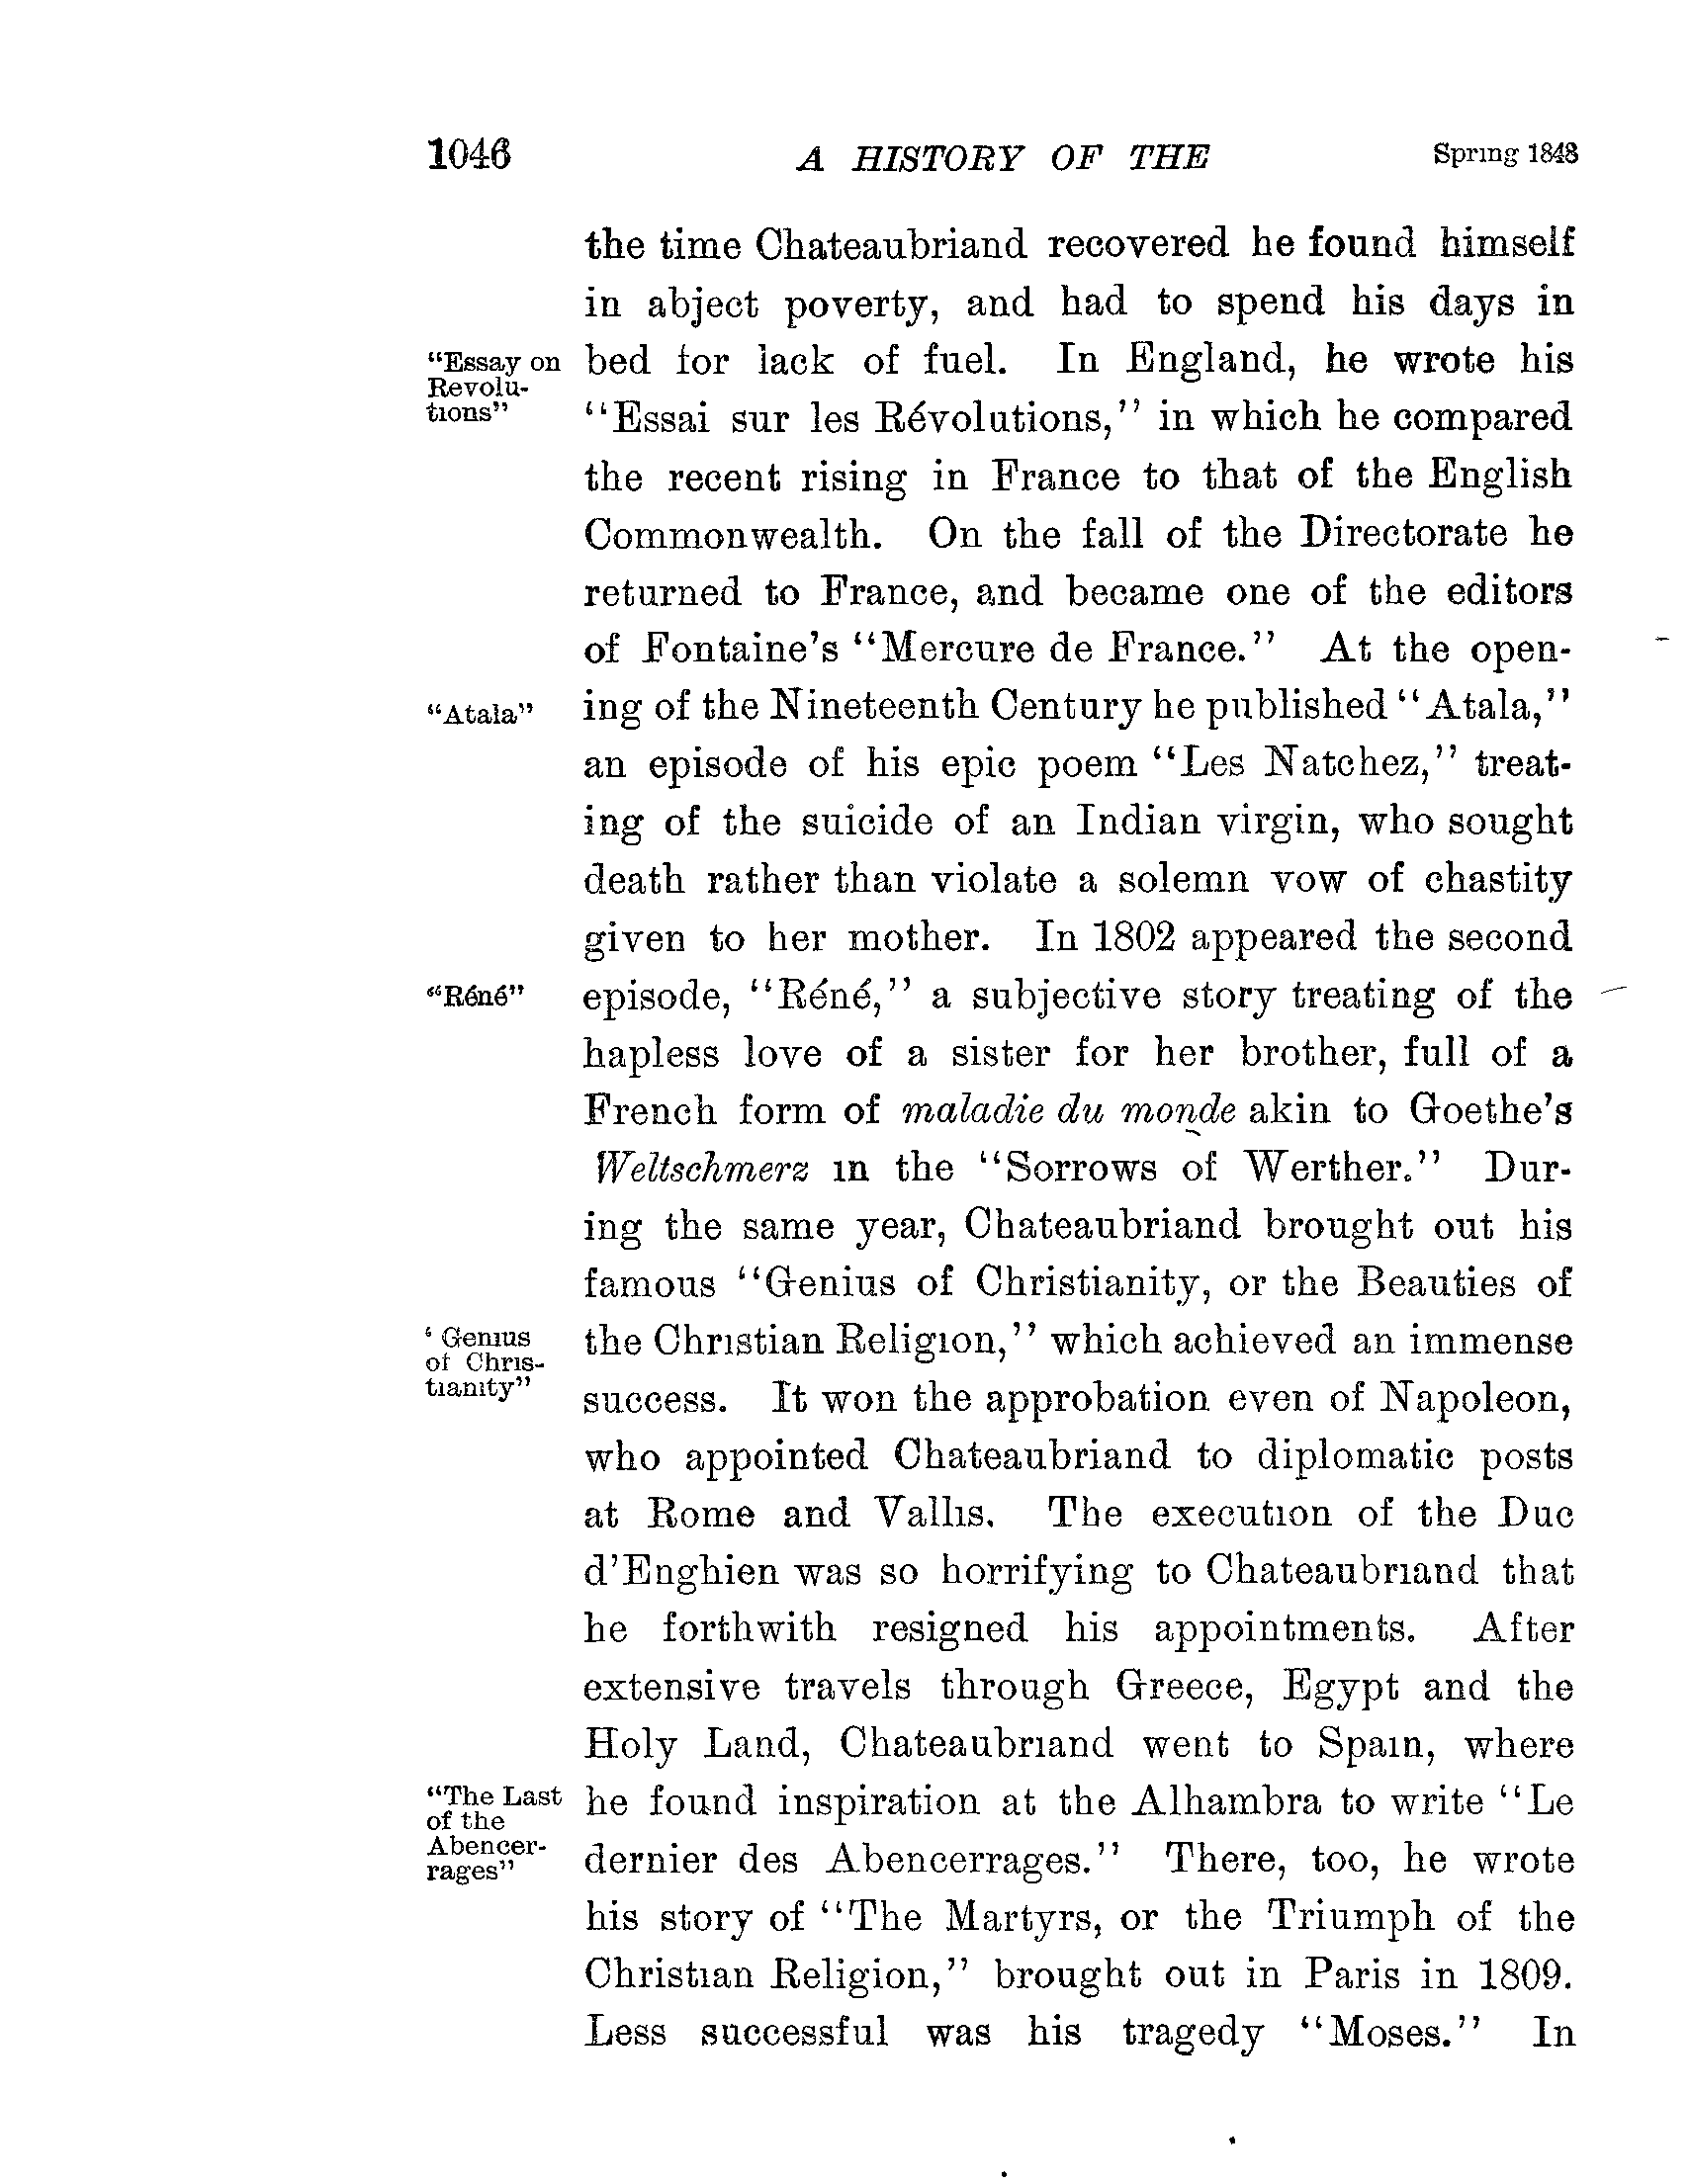 1046 A HISTORY OF THE Spring 1848
the time Chateaubriand recovered he found himself
in abject poverty, and had to spend his days in
"Essay on
Revolu-
tions"
bed for lack of fuel. In England, he wrote his
"Essai sur les Révolutions," in which he compared
the recent rising in France to that of the English
Commonwealth. On the fall of the Directorate he
returned to France, and became one of the editors
of Fontaine's "Mercure de France." At the open-
"Atala"
ing of the Nineteenth Century he published "Atala,"
an episode of his epic poem "Les Natchez," treat-
ing of the suicide of an Indian virgin, who sought
death rather than violate a solemn vow of chastity
given to her mother. In 1802 appeared the second
"Réné"
episode, "Réné," a subjective story treating of the
hapless love of a sister for her brother, full of a
French form of maladie du monde akin to Goethe's
Weltschmerz in the "Sorrows of Werther." Dur-
ing the same year, Chateaubriand brought out his
famous "Genius of Christianity, or the Beauties of
' Genius
of Chris-
tianity"
the Christian Religion," which achieved an immense
success. It won the approbation even of Napoleon,
who appointed Chateaubriand to diplomatic posts
at Rome and Vallis. The execution of the Duc
d'Enghien was so horrifying to Chateaubriand that
he forthwith resigned his appointments. After
extensive travels through Greece, Egypt and the
Holy Land, Chateaubriand went to Spain, where
"The Last
of the
Abencer-
rages"
he found inspiration at the Alhambra to write "Le
dernier des Abencerrages." There, too, he wrote
his story of "The Martyrs, or the Triumph of the
Christian Religion," brought out in Paris in 1809.
Less successful was his tragedy "Moses." In